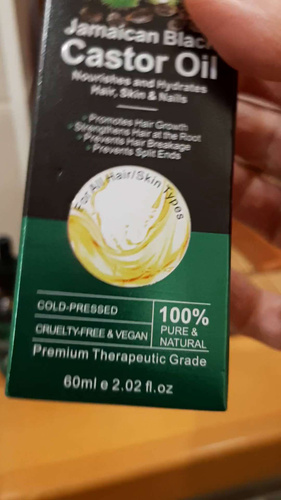 Jamaican Black
Castor Oil
Nourishes and Hydrates
Hair, Skin & Nails
Promotes Hair Growth
Strengthens Hair at the Root
Prevents Hair Breakage
Prevents Split Ends
For All Hair/Skin Types
COLD-PRESSED
CRUELTY-FREE & VEGAN
100%
PURE &
NATURAL
Premium Therapeutic Grade
60ml e 2.02 fl.oz